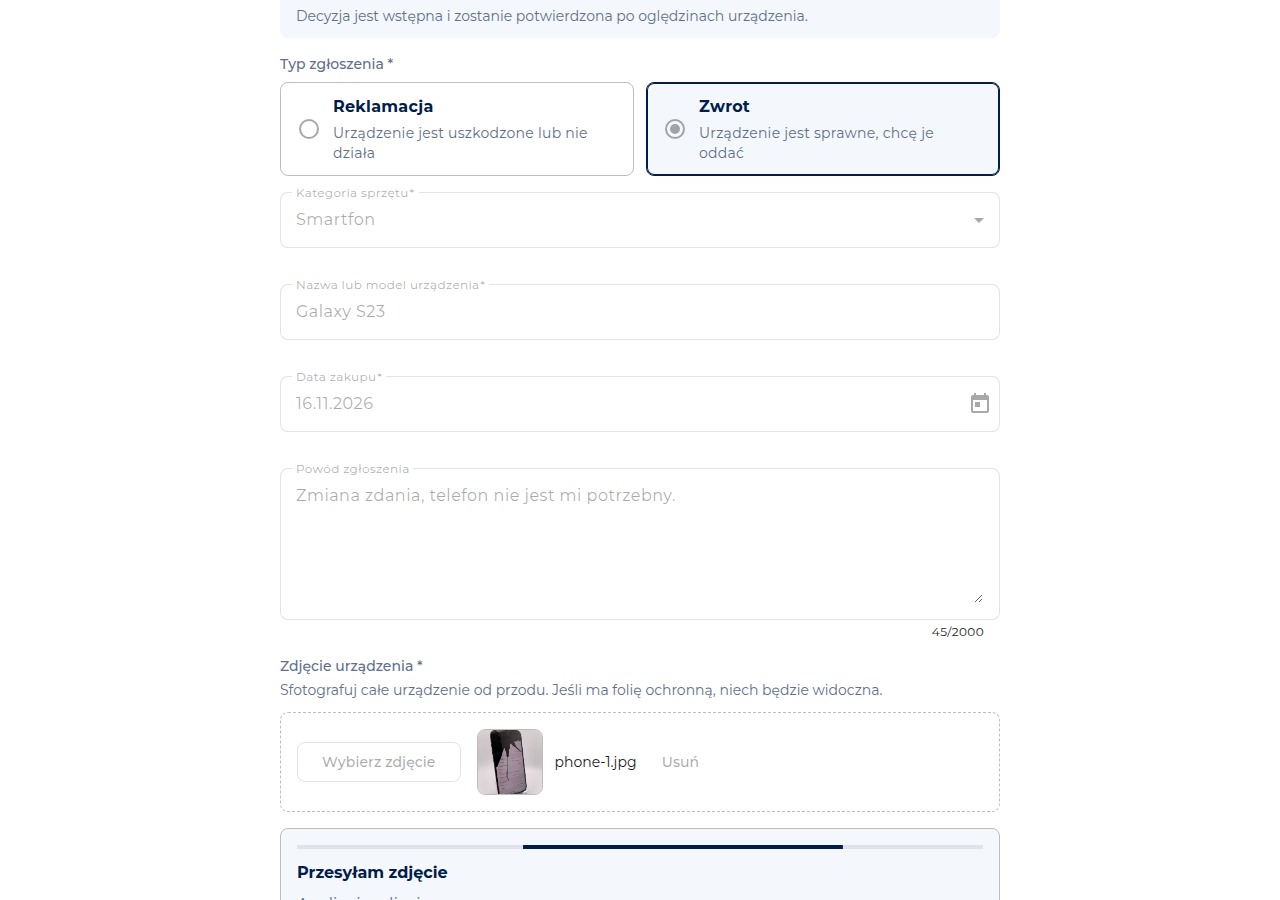 Decyzja jest wstępna i zostanie potwierdzona po oględzinach urządzenia.
Typ zgłoszenia *
Reklamacja
Urządzenie jest uszkodzone lub nie
działa
Zwrot
Urządzenie jest sprawne, chcę je
oddać
Kategoria sprzętu*
Smartfon
Nazwa lub model urządzenia*
Galaxy S23
Data zakupu*
16.11.2026
Powód zgłoszenia
Zmiana zdania, telefon nie jest mi potrzebny.
45/2000
Zdjęcie urządzenia *
Sfotografuj całe urządzenie od przodu. Jeśli ma folię ochronną, niech będzie widoczna.
Wybierz zdjęcie
phone-1.jpg
Usuń
Przesyłam zdjęcie